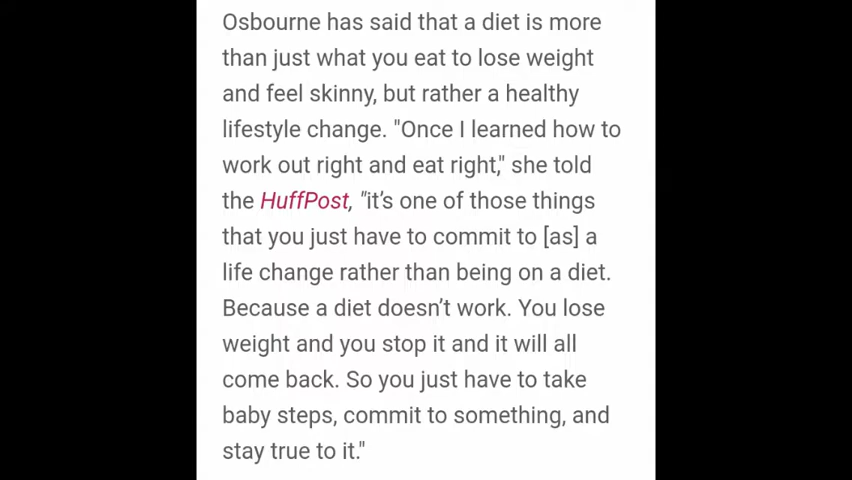 Osbourne has said that a diet is more
than just what you eat to lose weight
and feel skinny, but rather a healthy
lifestyle change. "Once I learned how to
work out right and eat right," she told
the HuffPost, "it’s one of those things
that you just have to commit to [as] a
life change rather than being on a diet.
Because a diet doesn’t work. You lose
weight and you stop it and it will all
come back. So you just have to take
baby steps, commit to something, and
stay true to it."